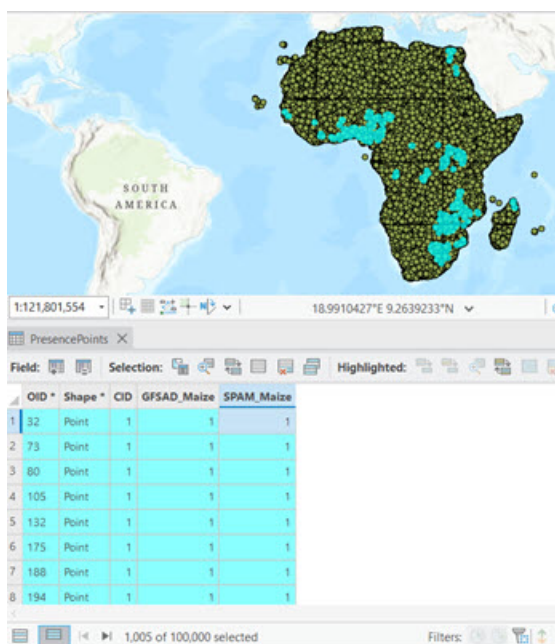 SOUTH
AMERICA
1:121,801,554
18.9910427°E 9.2639233°N
PresencePoints
Field: Selection: Highlighted:
OID * Shape * CID GFSAD_Maize SPAM_Maize
1 32 Point 1 1 1
2 73 Point 1 1 1
3 80 Point 1 1 1
4 105 Point 1 1 1
5 132 Point 1 1 1
6 175 Point 1 1 1
7 188 Point 1 1 1
8 194 Point 1 1 1
1,005 of 100,000 selected Filters: